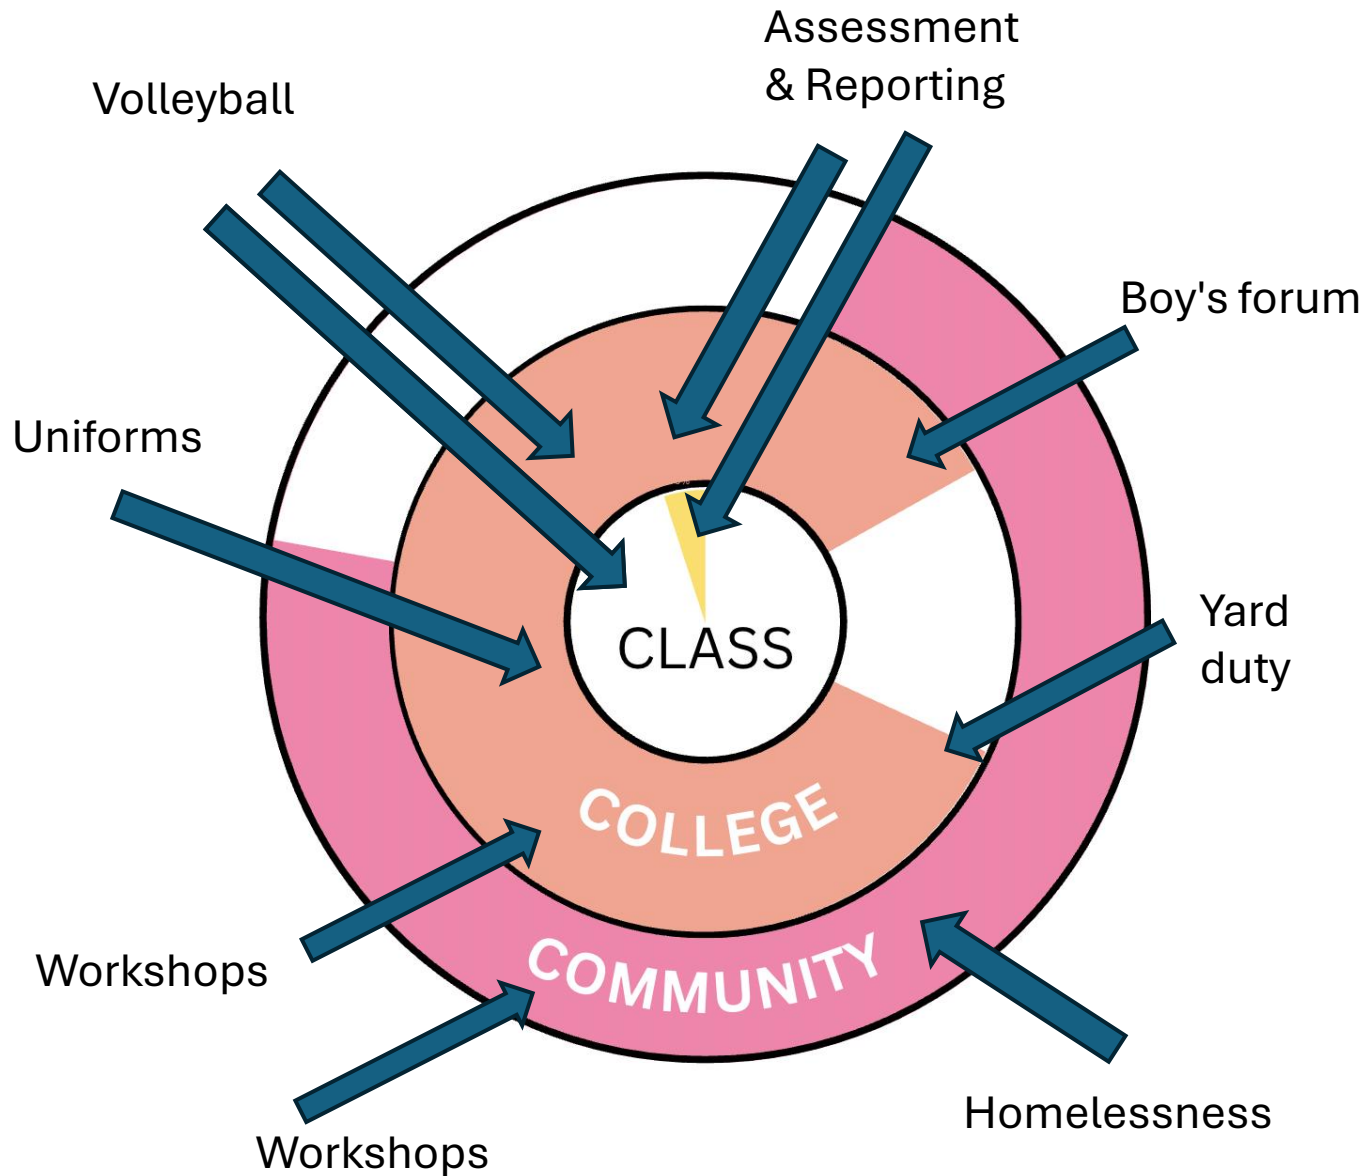 Assessment
& Reporting
Volleyball
Boy's forum
Uniforms
Yard
duty
CLASS
COLLEGE
COMMUNITY
Workshops
Homelessness
Workshops